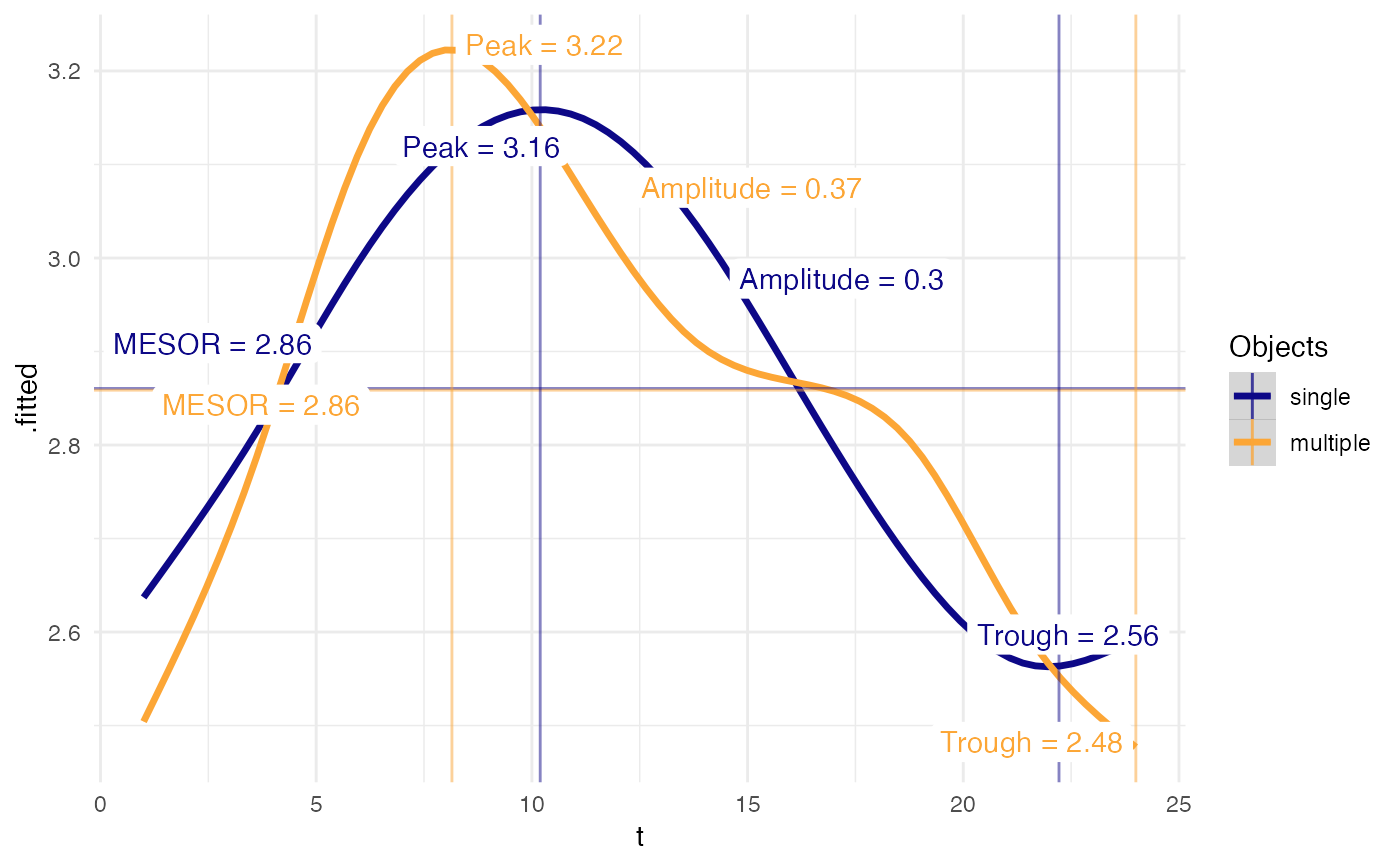 Peak = 3.22
3.2
Peak = 3.16
Amplitude = 0.37
3.0
Amplitude = 0.3
MESOR = 2.86
MESOR = 2.86
.fitted
2.8
2.6
Trough = 2.56
Trough = 2.48
0 5 10 15 20 25
t
Objects
single
multiple